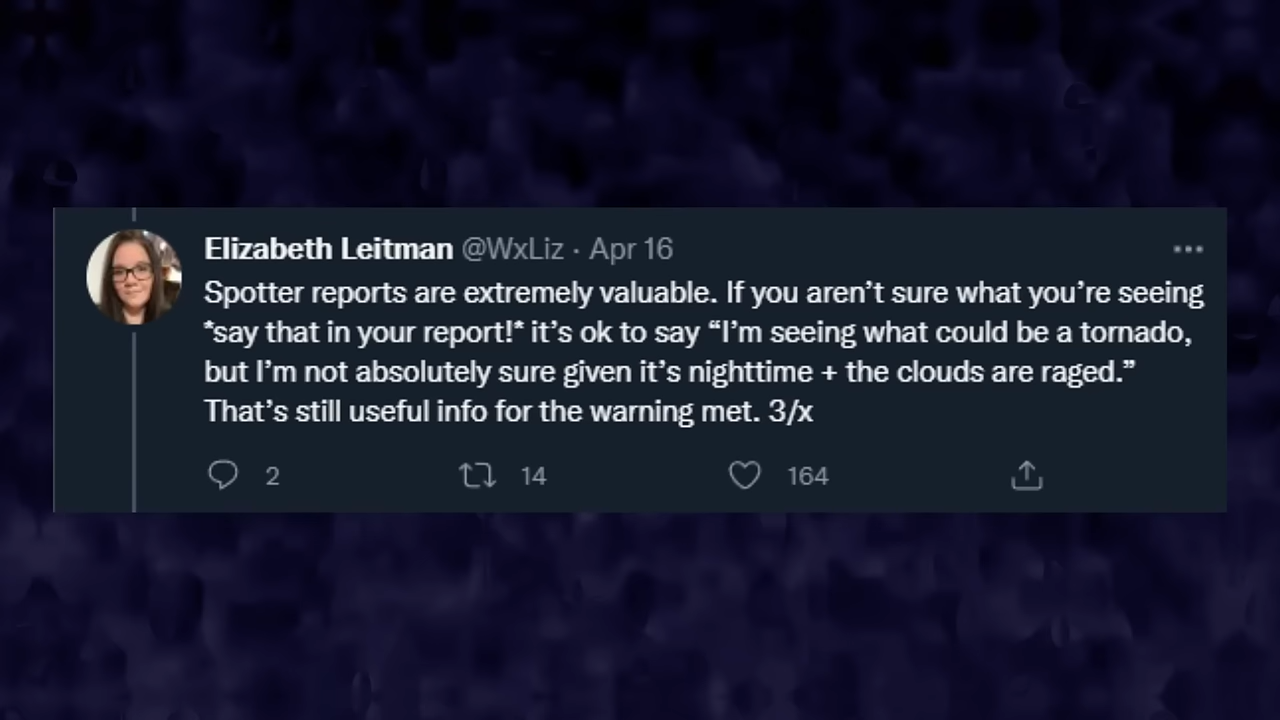 Elizabeth Leitman @WxLiz · Apr 16
Spotter reports are extremely valuable. If you aren’t sure what you’re seeing
*say that in your report!* it’s ok to say “I’m seeing what could be a tornado,
but I’m not absolutely sure given it’s nighttime + the clouds are raged.”
That’s still useful info for the warning met. 3/x
2 14 164